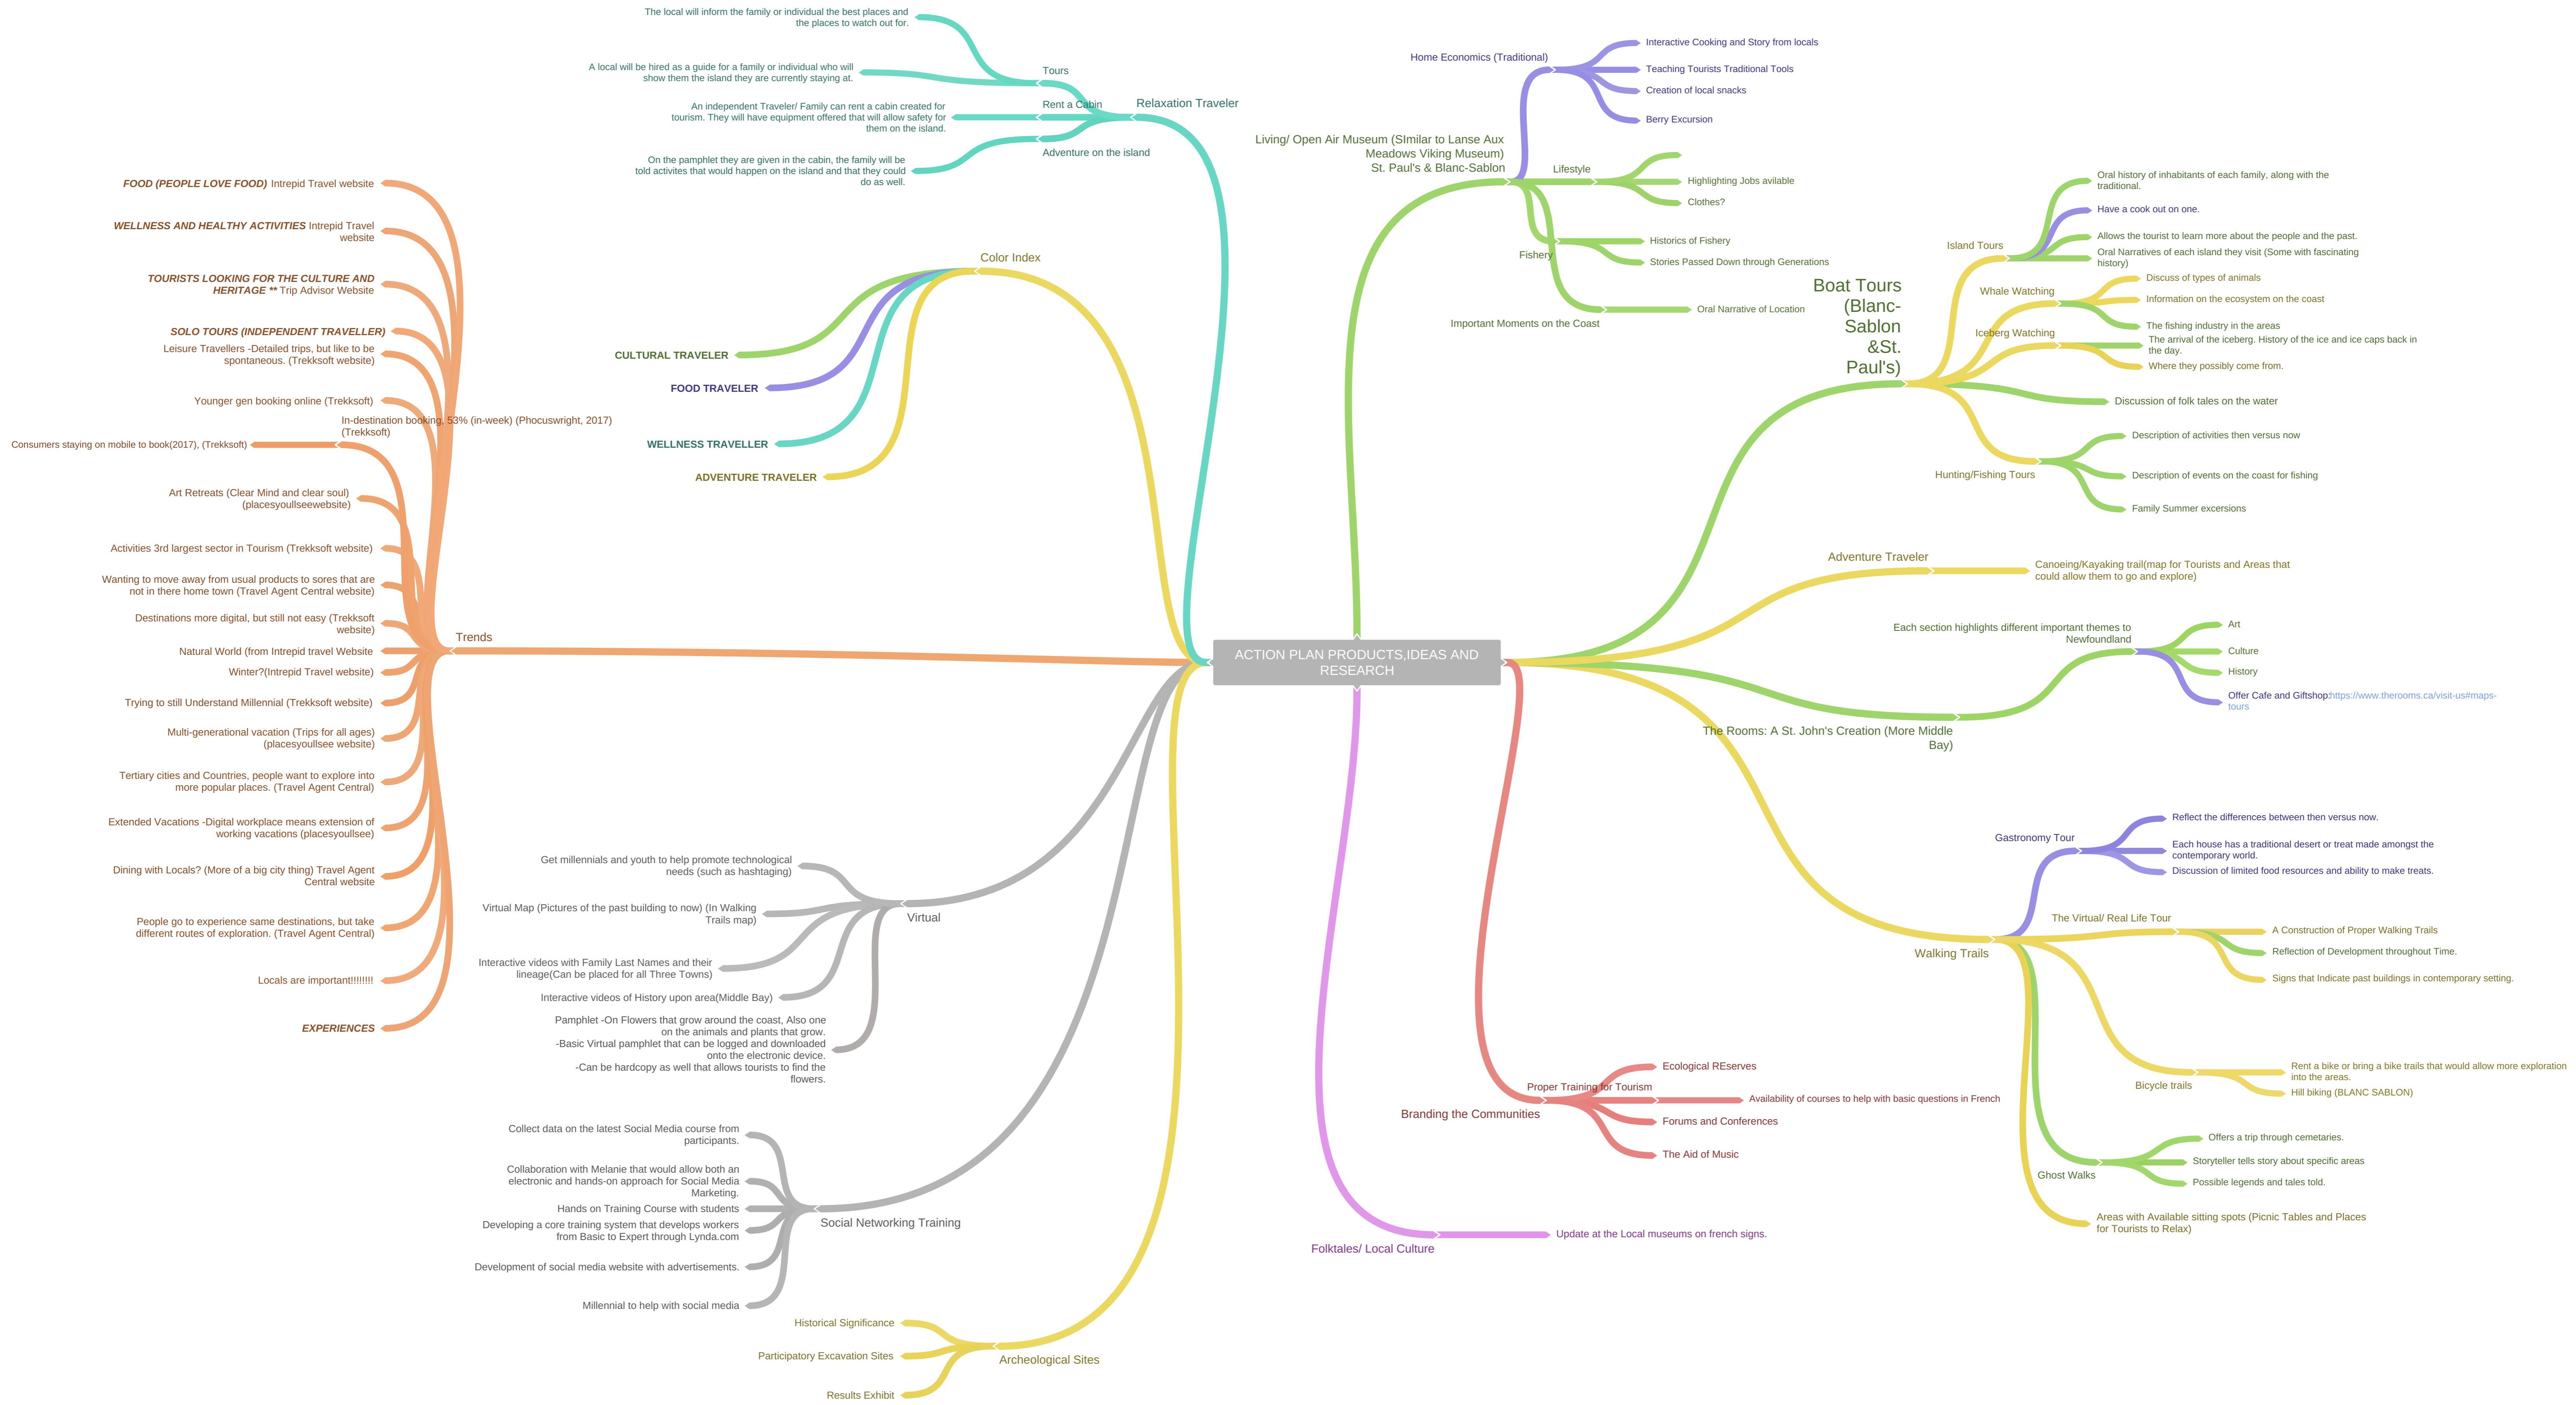 The local will inform the family or individual the best places and
the places to watch out for.
A local will be hired as a guide for a family or individual who will
show them the island they are currently staying at.
Tours
An independent Traveler/ Family can rent a cabin created for
tourism. They will have equipment offered that will allow safety for
them on the island.
Rent a Cabin
Relaxation Traveler
On the pamphlet they are given in the cabin, the family will be
told activites that would happen on the island and that they could
do as well.
Adventure on the island
Color Index
CULTURAL TRAVELER
FOOD TRAVELER
WELLNESS TRAVELLER
ADVENTURE TRAVELER
FOOD (PEOPLE LOVE FOOD) Intrepid Travel website
WELLNESS AND HEALTHY ACTIVITIES Intrepid Travel
website
TOURISTS LOOKING FOR THE CULTURE AND
HERITAGE ** Trip Advisor Website
SOLO TOURS (INDEPENDENT TRAVELLER)
Leisure Travellers -Detailed trips, but like to be
spontaneous. (Trekksoft website)
Younger gen booking online (Trekksoft)
In-destination booking, 53% (in-week) (Phocuswright, 2017)
(Trekksoft)
Consumers staying on mobile to book(2017), (Trekksoft)
Art Retreats (Clear Mind and clear soul)
(placesyoullseewebsite)
Activities 3rd largest sector in Tourism (Trekksoft website)
Wanting to move away from usual products to sores that are
not in there home town (Travel Agent Central website)
Destinations more digital, but still not easy (Trekksoft
website)
Trends
Natural World (from Intrepid travel Website
Winter?(Intrepid Travel website)
Trying to still Understand Millennial (Trekksoft website)
Multi-generational vacation (Trips for all ages)
(placesyoullsee website)
Tertiary cities and Countries, people want to explore into
more popular places. (Travel Agent Central)
Extended Vacations -Digital workplace means extension of
working vacations (placesyoullsee)
Dining with Locals? (More of a big city thing) Travel Agent
Central website
People go to experience same destinations, but take
different routes of exploration. (Travel Agent Central)
Locals are important!!!!!!!!
EXPERIENCES
Get millennials and youth to help promote technological
needs (such as hashtaging)
Virtual Map (Pictures of the past building to now) (In Walking
Trails map)
Virtual
Interactive videos with Family Last Names and their
lineage(Can be placed for all Three Towns)
Interactive videos of History upon area(Middle Bay)
Pamphlet -On Flowers that grow around the coast, Also one
on the animals and plants that grow.
-Basic Virtual pamphlet that can be logged and downloaded
onto the electronic device.
-Can be hardcopy as well that allows tourists to find the
flowers.
Collect data on the latest Social Media course from
participants.
Collaboration with Melanie that would allow both an
electronic and hands-on approach for Social Media
Marketing.
Hands on Training Course with students
Developing a core training system that develops workers
from Basic to Expert through Lynda.com
Social Networking Training
Development of social media website with advertisements.
Millennial to help with social media
Historical Significance
Participatory Excavation Sites
Archeological Sites
Results Exhibit
ACTION PLAN PRODUCTS,IDEAS AND
RESEARCH
Home Economics (Traditional)
Interactive Cooking and Story from locals
Teaching Tourists Traditional Tools
Creation of local snacks
Berry Excursion
Living/ Open Air Museum (SImilar to Lanse Aux
Meadows Viking Museum)
St. Paul's & Blanc-Sablon
Lifestyle
Highlighting Jobs avilable
Clothes?
Fishery
Historics of Fishery
Stories Passed Down through Generations
Important Moments on the Coast
Oral Narrative of Location
Boat Tours
(Blanc-
Sablon
&St.
Paul's)
Island Tours
Oral history of inhabitants of each family, along with the
traditional.
Have a cook out on one.
Allows the tourist to learn more about the people and the past.
Oral Narratives of each island they visit (Some with fascinating
history)
Whale Watching
Discuss of types of animals
Information on the ecosystem on the coast
The fishing industry in the areas
Iceberg Watching
The arrival of the iceberg. History of the ice and ice caps back in
the day.
Where they possibly come from.
Discussion of folk tales on the water
Hunting/Fishing Tours
Description of activities then versus now
Description of events on the coast for fishing
Family Summer excersions
Adventure Traveler
Canoeing/Kayaking trail(map for Tourists and Areas that
could allow them to go and explore)
The Rooms: A St. John's Creation (More Middle
Bay)
Each section highlights different important themes to
Newfoundland
Art
Culture
History
Offer Cafe and Giftshop:https://www.therooms.ca/visit-us#maps-
tours
Walking Trails
Gastronomy Tour
Reflect the differences between then versus now.
Each house has a traditional desert or treat made amongst the
contemporary world.
Discussion of limited food resources and ability to make treats.
The Virtual/ Real Life Tour
A Construction of Proper Walking Trails
Reflection of Development throughout Time.
Signs that Indicate past buildings in contemporary setting.
Bicycle trails
Rent a bike or bring a bike trails that would allow more exploration
into the areas.
Hill biking (BLANC SABLON)
Ghost Walks
Offers a trip through cemetaries.
Storyteller tells story about specific areas
Possible legends and tales told.
Areas with Available sitting spots (Picnic Tables and Places
for Tourists to Relax)
Branding the Communities
Ecological REserves
Proper Training for Tourism
Availability of courses to help with basic questions in French
Forums and Conferences
The Aid of Music
Folktales/ Local Culture
Update at the Local museums on french signs.